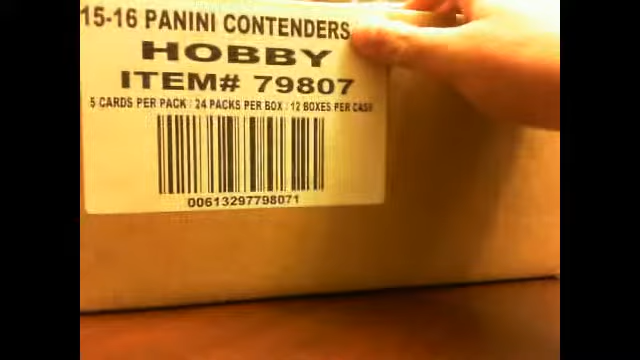 15-16 PANINI CONTENDERS
HOBBY
ITEM# 79807
5 CARDS PER PACK / 24 PACKS PER BOX / 12 BOXES PER CASE
00613297798071